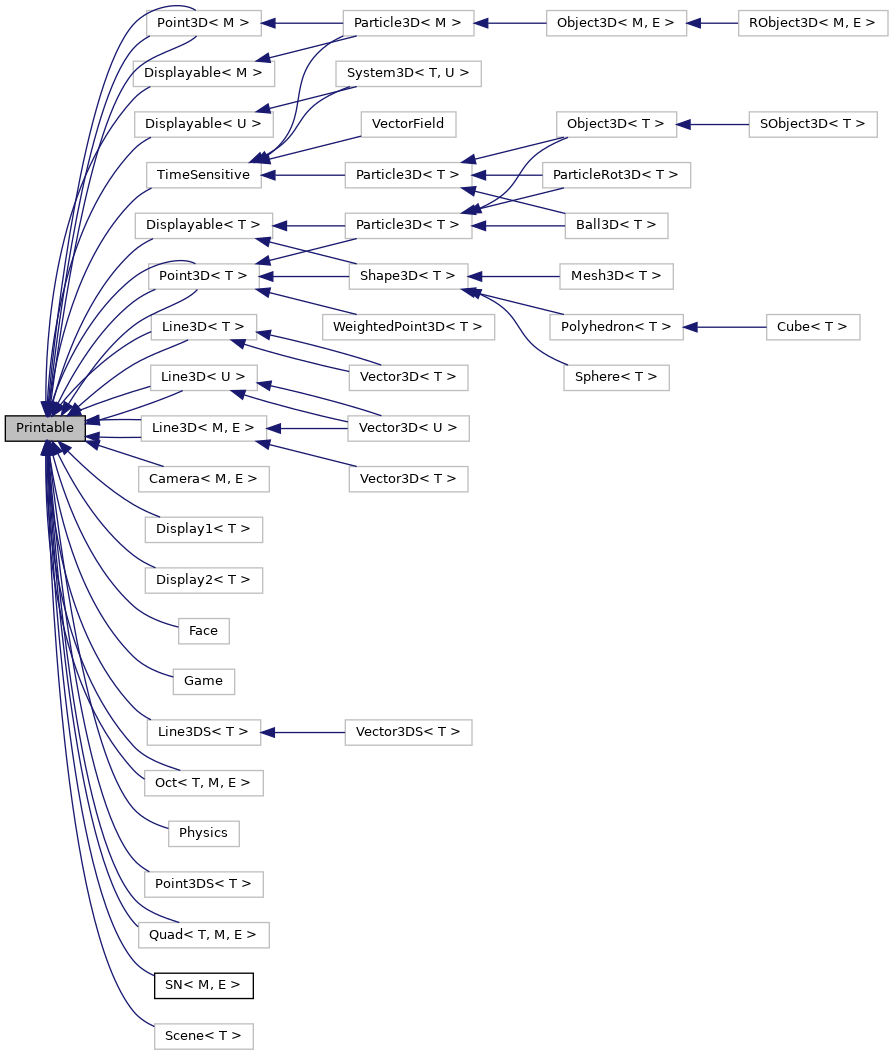 Point3D< M >
Particle3D< M >
Object3D< M, E >
RObject3D< M, E >
Displayable< M >
System3D< T, U >
Displayable< U >
VectorField
Object3D< T >
SObject3D< T >
TimeSensitive
Particle3D< T >
ParticleRot3D< T >
Displayable< T >
Particle3D< T >
Ball3D< T >
Point3D< T >
Shape3D< T >
Mesh3D< T >
Line3D< T >
WeightedPoint3D< T >
Polyhedron< T >
Cube< T >
Line3D< U >
Vector3D< T >
Sphere< T >
Printable
Line3D< M, E >
Vector3D< U >
Camera< M, E >
Vector3D< T >
Display1< T >
Display2< T >
Face
Game
Line3DS< T >
Vector3DS< T >
Oct< T, M, E >
Physics
Point3DS< T >
Quad< T, M, E >
SN< M, E >
Scene< T >